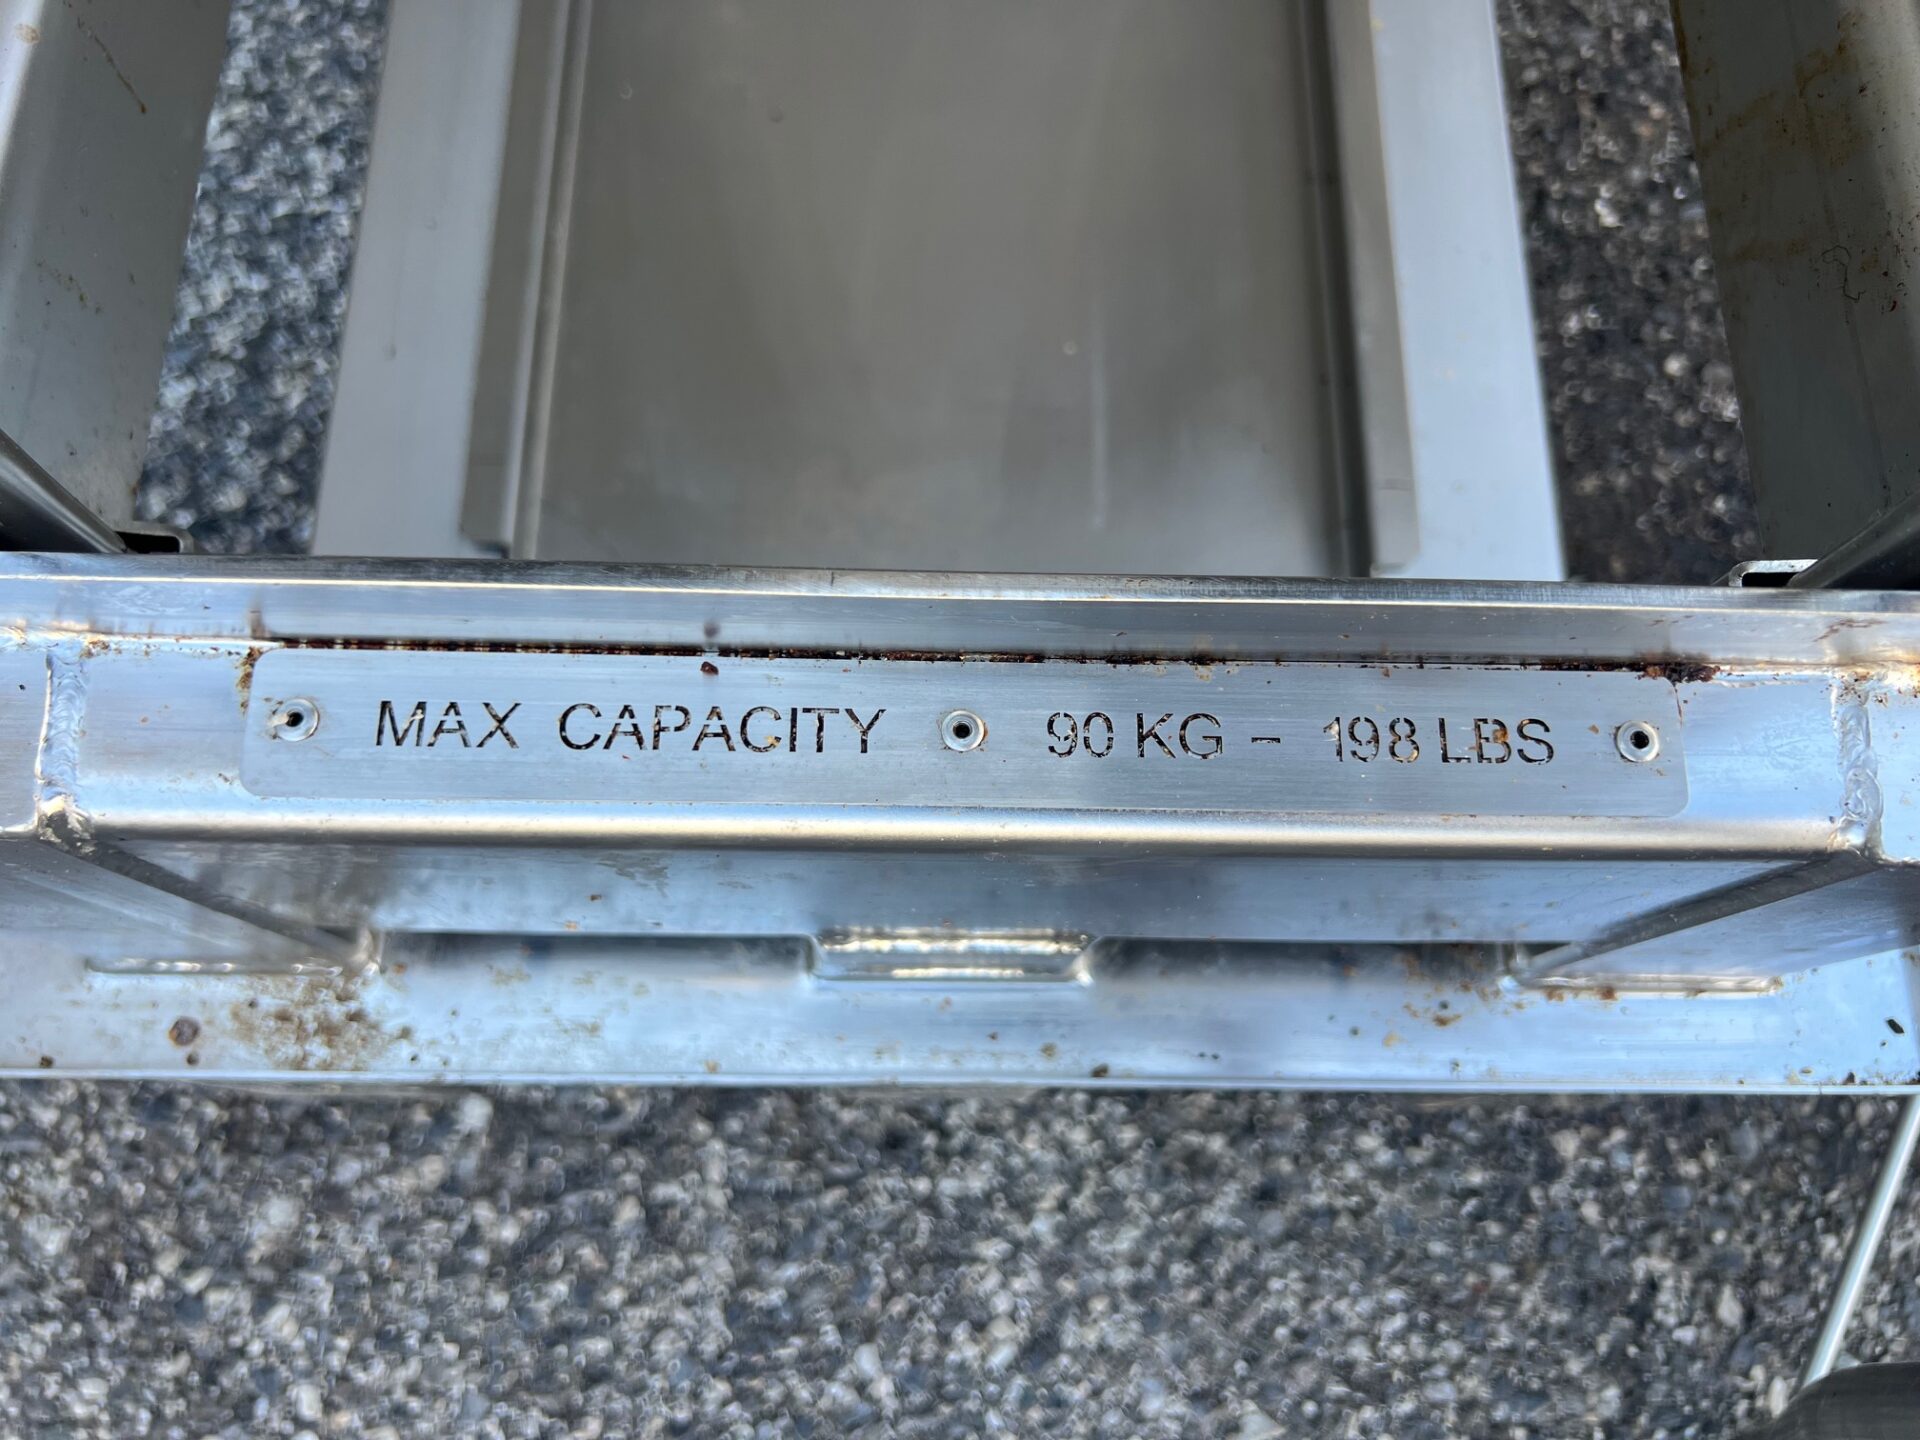 MAX CAPACITY 90 KG - 198 LBS